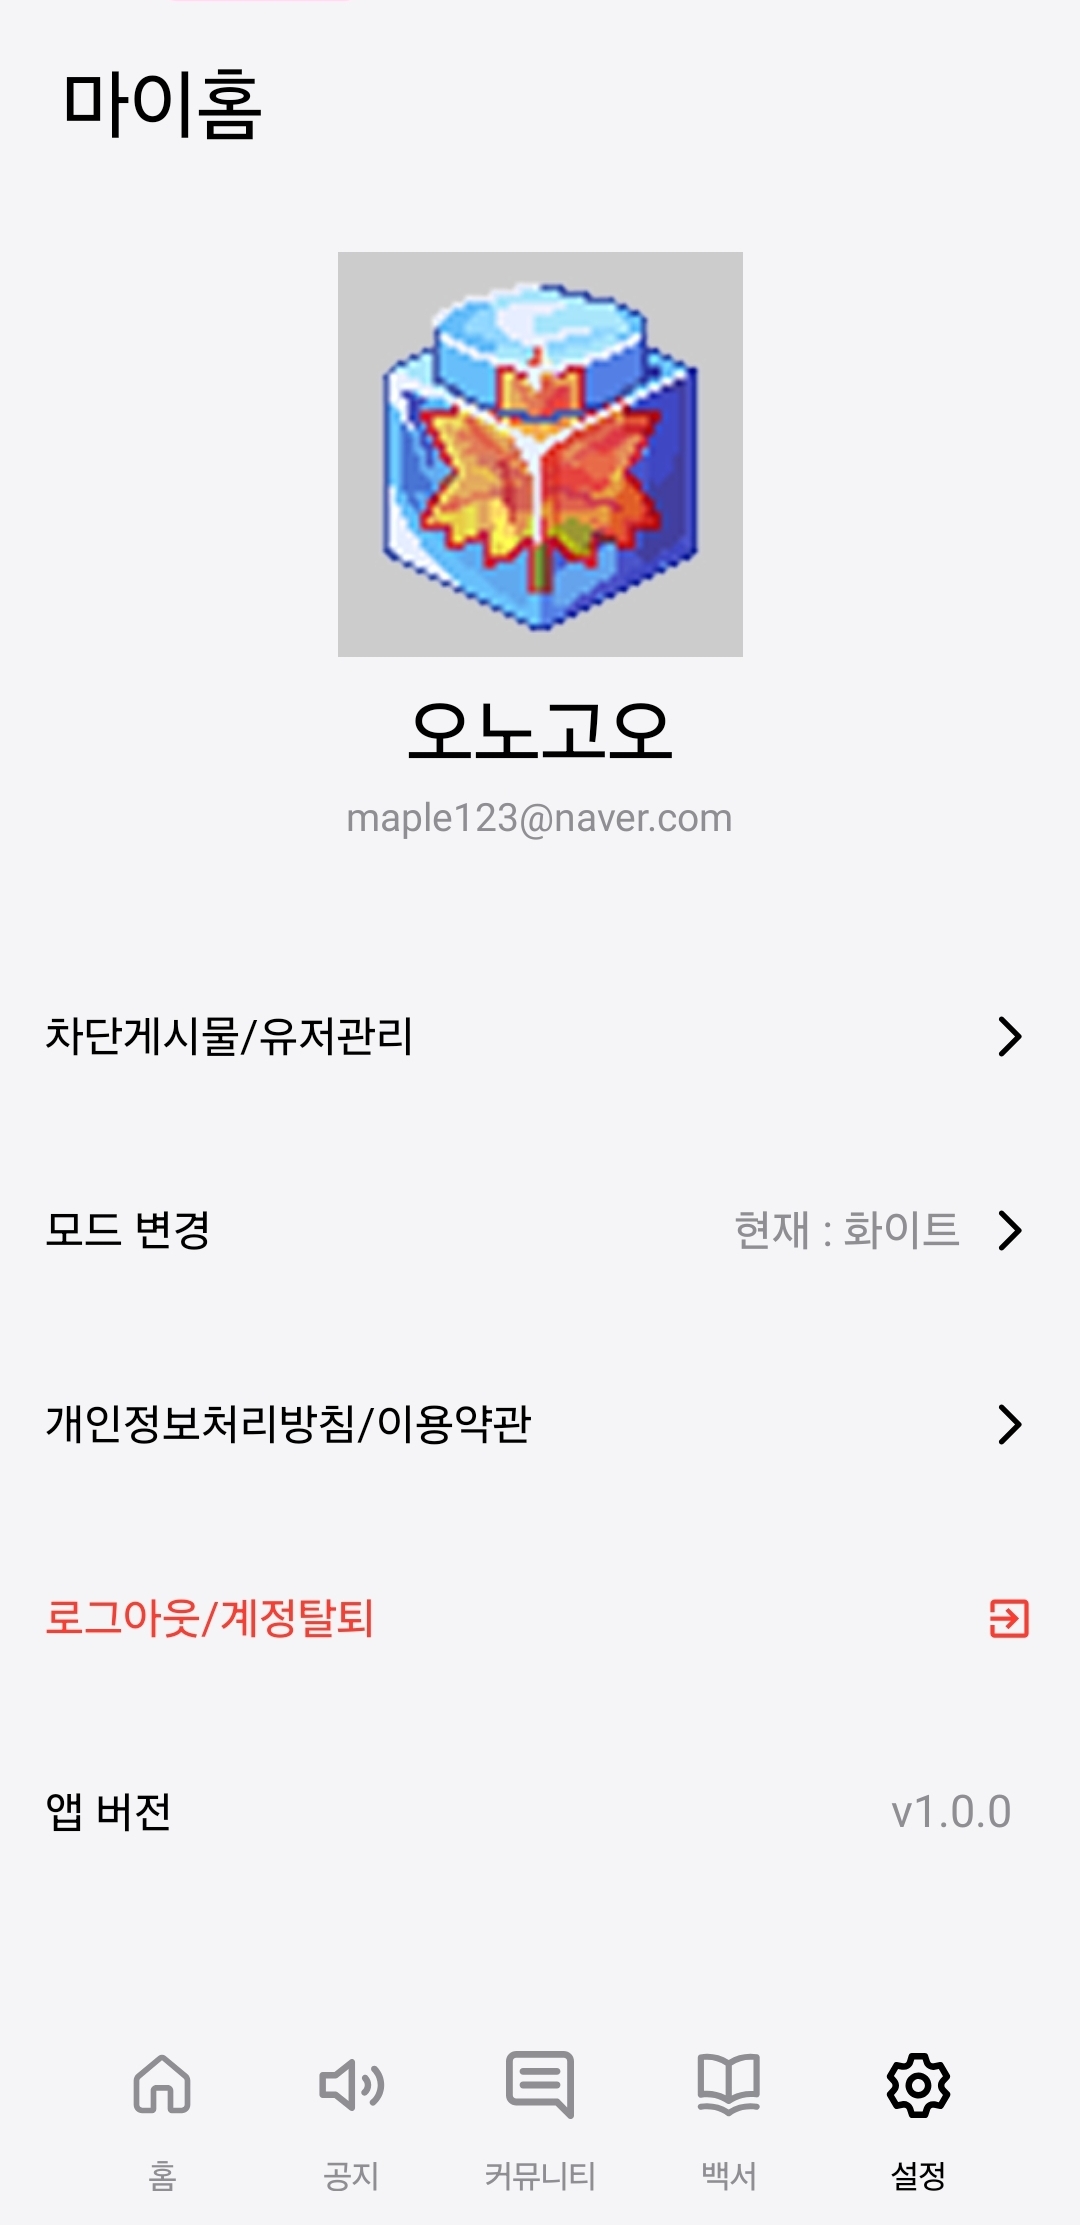 마이홈
오노고오
maple123@naver.com
차단게시물/유저관리
모드 변경 현재 : 화이트
개인정보처리방침/이용약관
로그아웃/계정탈퇴
앱 버전 v1.0.0
홈 공지 커뮤니티 백서 설정